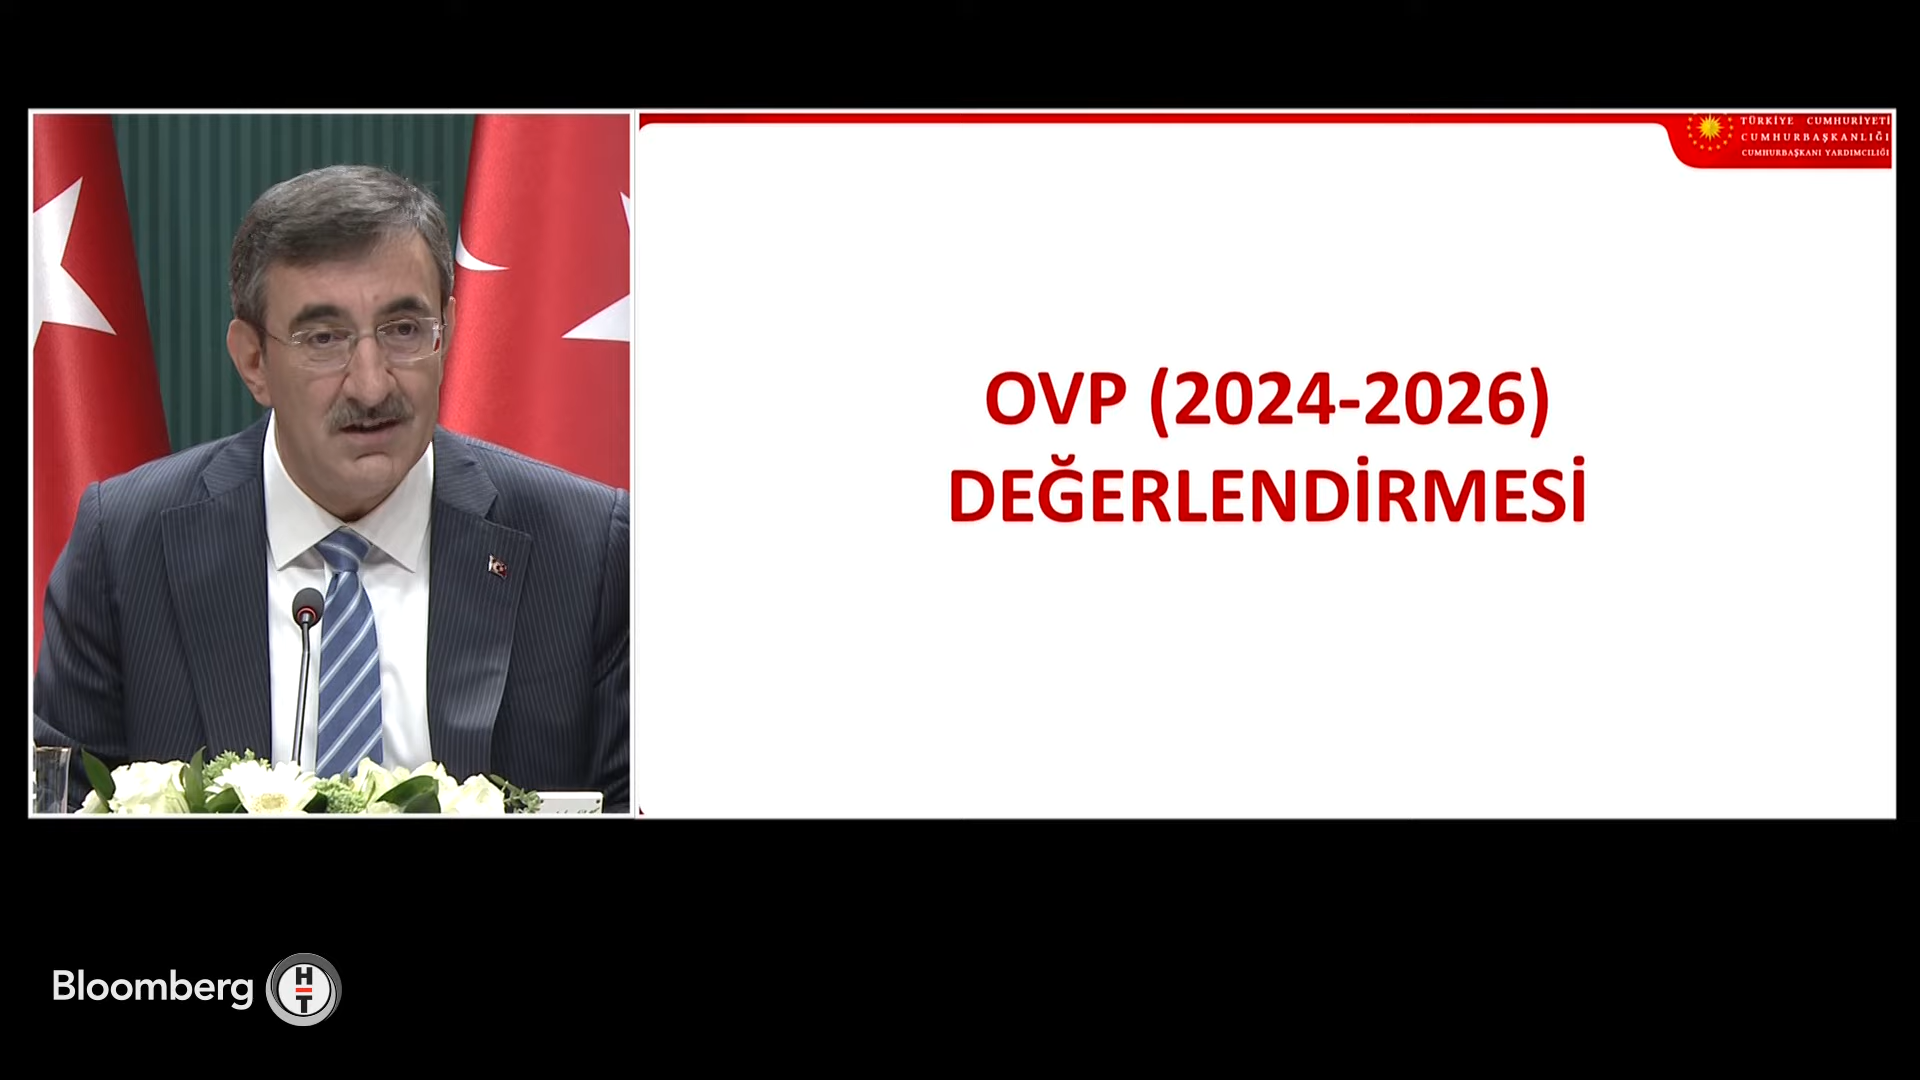 TÜRKİYE CUMHURİYETİ
CUMHURBAŞKANLIĞI
CUMHURBAŞKANI YARDIMCILIĞI
OVP (2024-2026)
DEĞERLENDİRMESİ
Bloomberg HT